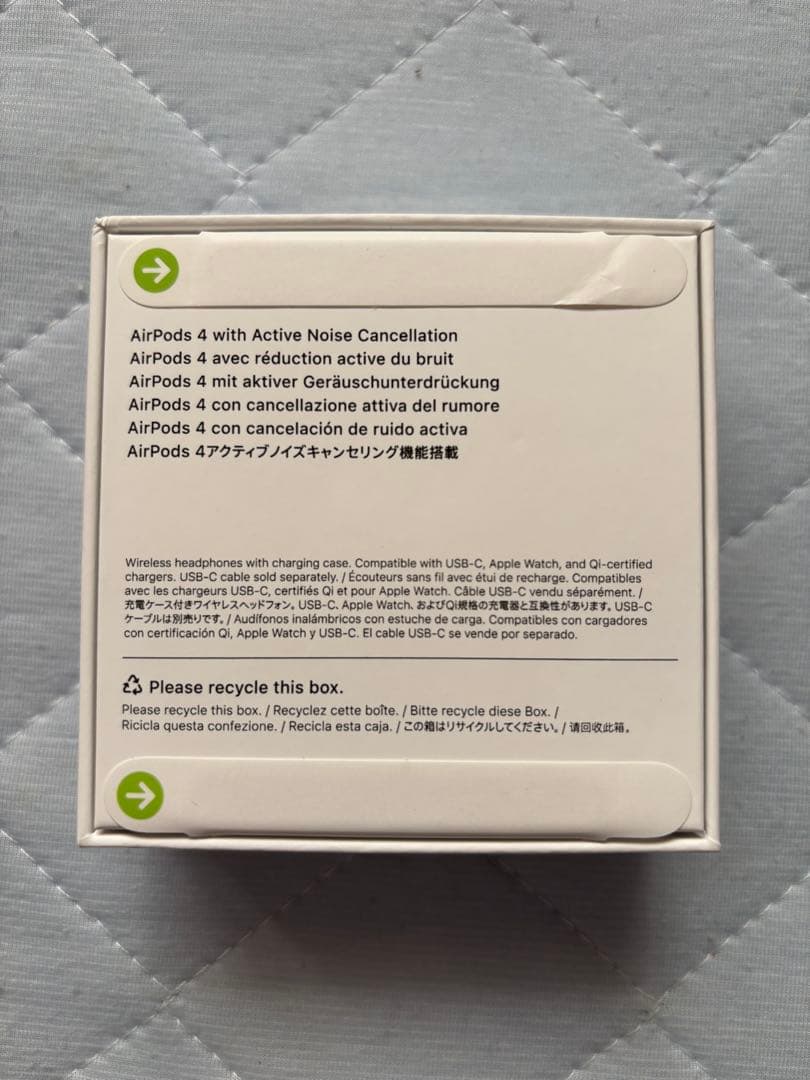 AirPods 4 with Active Noise Cancellation
AirPods 4 avec réduction active du bruit
AirPods 4 mit aktiver Geräuschunterdrückung
AirPods 4 con cancellazione attiva del rumore
AirPods 4 con cancelación de ruido activa
AirPods 4アクティブノイズキャンセリング機能搭載
Wireless headphones with charging case. Compatible with USB-C, Apple Watch, and Qi-certified
chargers. USB-C cable sold separately. / Écouteurs sans fil avec étui de recharge. Compatibles
avec les chargeurs USB-C, certifiés Qi et pour Apple Watch. Câble USB-C vendu séparément. /
充電ケース付きワイヤレスヘッドフォン。USB-C、Apple Watch、およびQi規格の充電器と互換性があります。USB-C
ケーブルは別売りです。/ Audífonos inalámbricos con estuche de carga. Compatibles con cargadores
con certificación Qi, Apple Watch y USB-C. El cable USB-C se vende por separado.
Please recycle this box.
Please recycle this box. / Recyclez cette boîte. / Bitte recycle diese Box. /
Ricicla questa confezione. / Recicla esta caja. / この箱はリサイクルしてください。/ 请回收此箱。